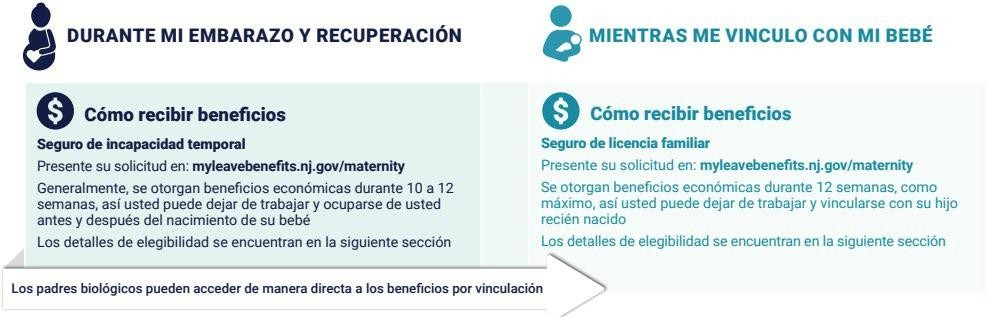 DURANTE MI EMBARAZO Y RECUPERACIÓN
$ Cómo recibir beneficios
Seguro de incapacidad temporal
Presente su solicitud en: myleavebenefits.nj.gov/maternity
Generalmente, se otorgan beneficios económicas durante 10 a 12
semanas, así usted puede dejar de trabajar y ocuparse de usted
antes y después del nacimiento de su bebé
Los detalles de elegibilidad se encuentran en la siguiente sección
MIENTRAS ME VINCULO CON MI BEBÉ
$ Cómo recibir beneficios
Seguro de licencia familiar
Presente su solicitud en: myleavebenefits.nj.gov/maternity
Se otorgan beneficios económicas durante 12 semanas, como
máximo, así usted puede dejar de trabajar y vincularse con su hijo
recién nacido
Los detalles de elegibilidad se encuentran en la siguiente sección
Los padres biológicos pueden acceder de manera directa a los beneficios por vinculación